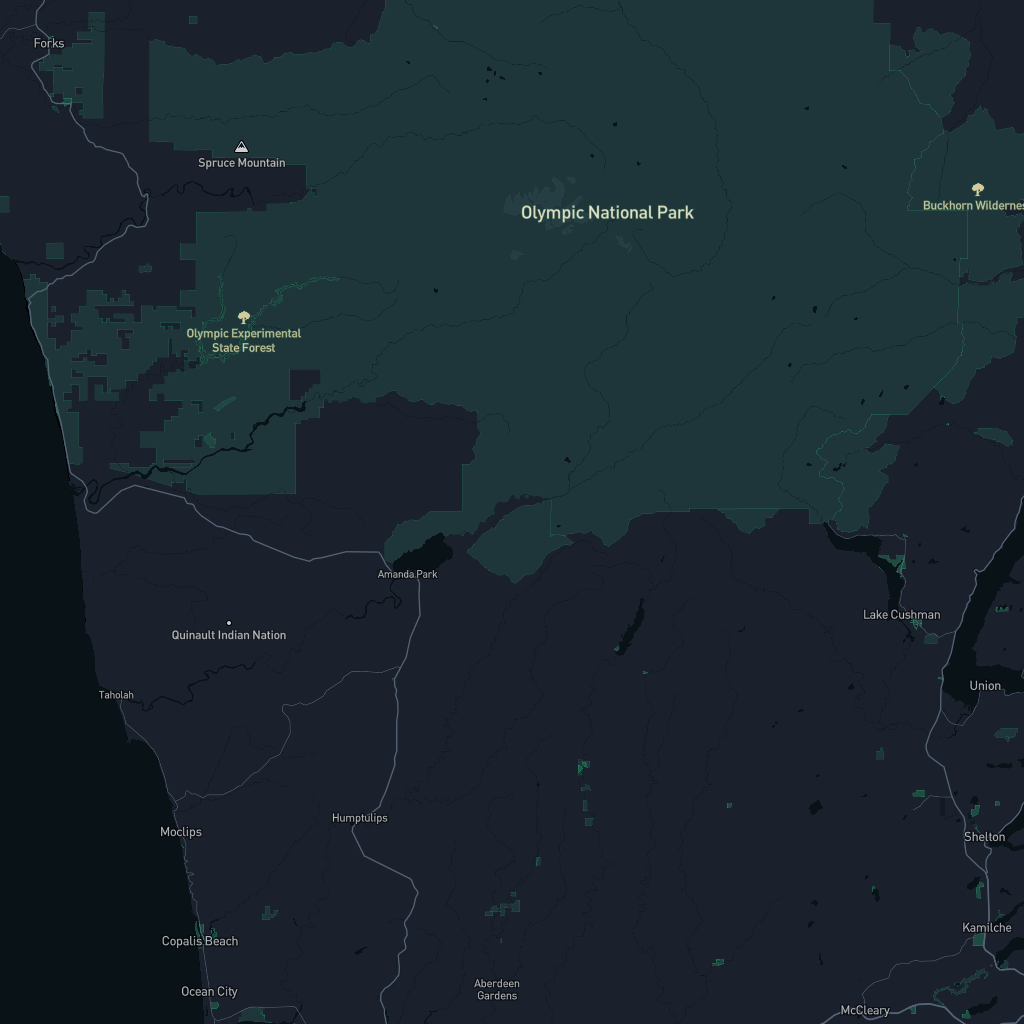 Forks
Spruce Mountain
Olympic National Park
Buckhorn Wildernes
Olympic Experimental
State Forest
Amanda Park
Lake Cushman
Quinault Indian Nation
Union
Taholah
Humptulips
Moclips
Shelton
Kamilche
Copalis Beach
Aberdeen
Gardens
Ocean City
McCleary